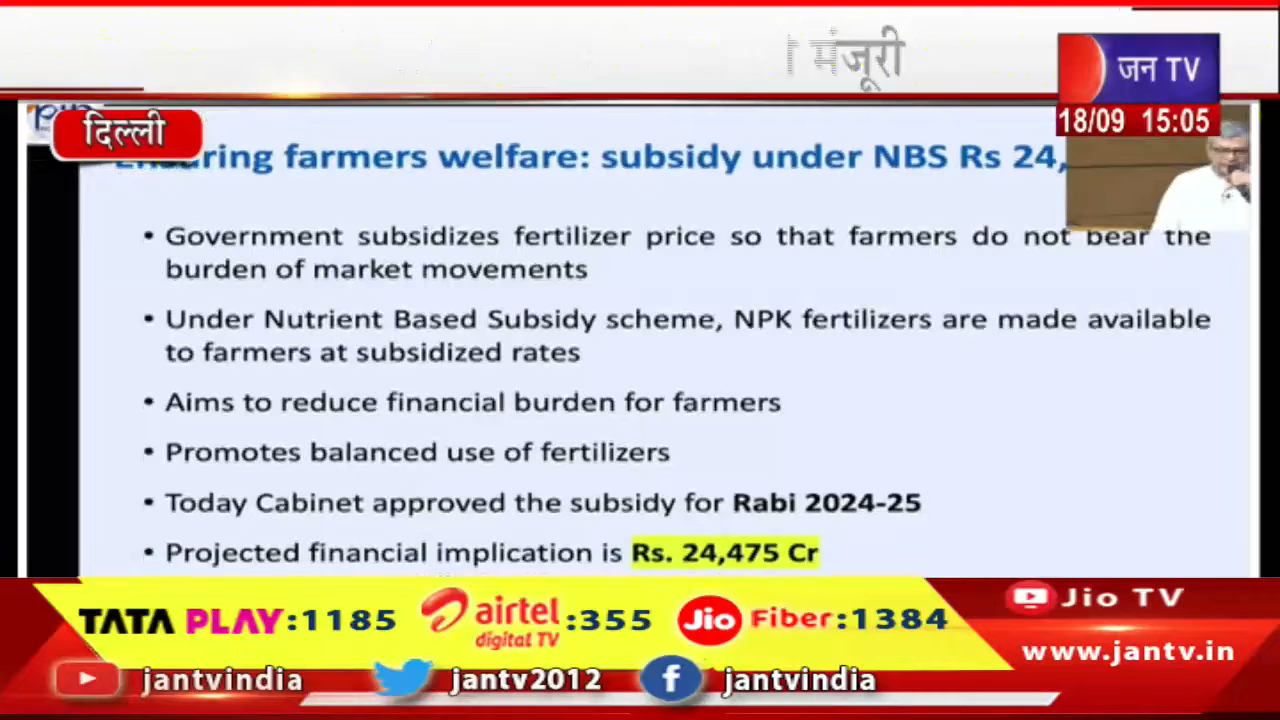 मंजूरी
जन TV
18/09 15:05
दिल्ली
Ensuring farmers welfare: subsidy under NBS Rs 24,
• Government subsidizes fertilizer price so that farmers do not bear the
burden of market movements
• Under Nutrient Based Subsidy scheme, NPK fertilizers are made available
to farmers at subsidized rates
• Aims to reduce financial burden for farmers
• Promotes balanced use of fertilizers
• Today Cabinet approved the subsidy for Rabi 2024-25
• Projected financial implication is Rs. 24,475 Cr
TATA PLAY:1185 airtel digital TV:355 Jio Fiber:1384
Jio TV
www.jantv.in
jantvindia jantv2012 jantvindia